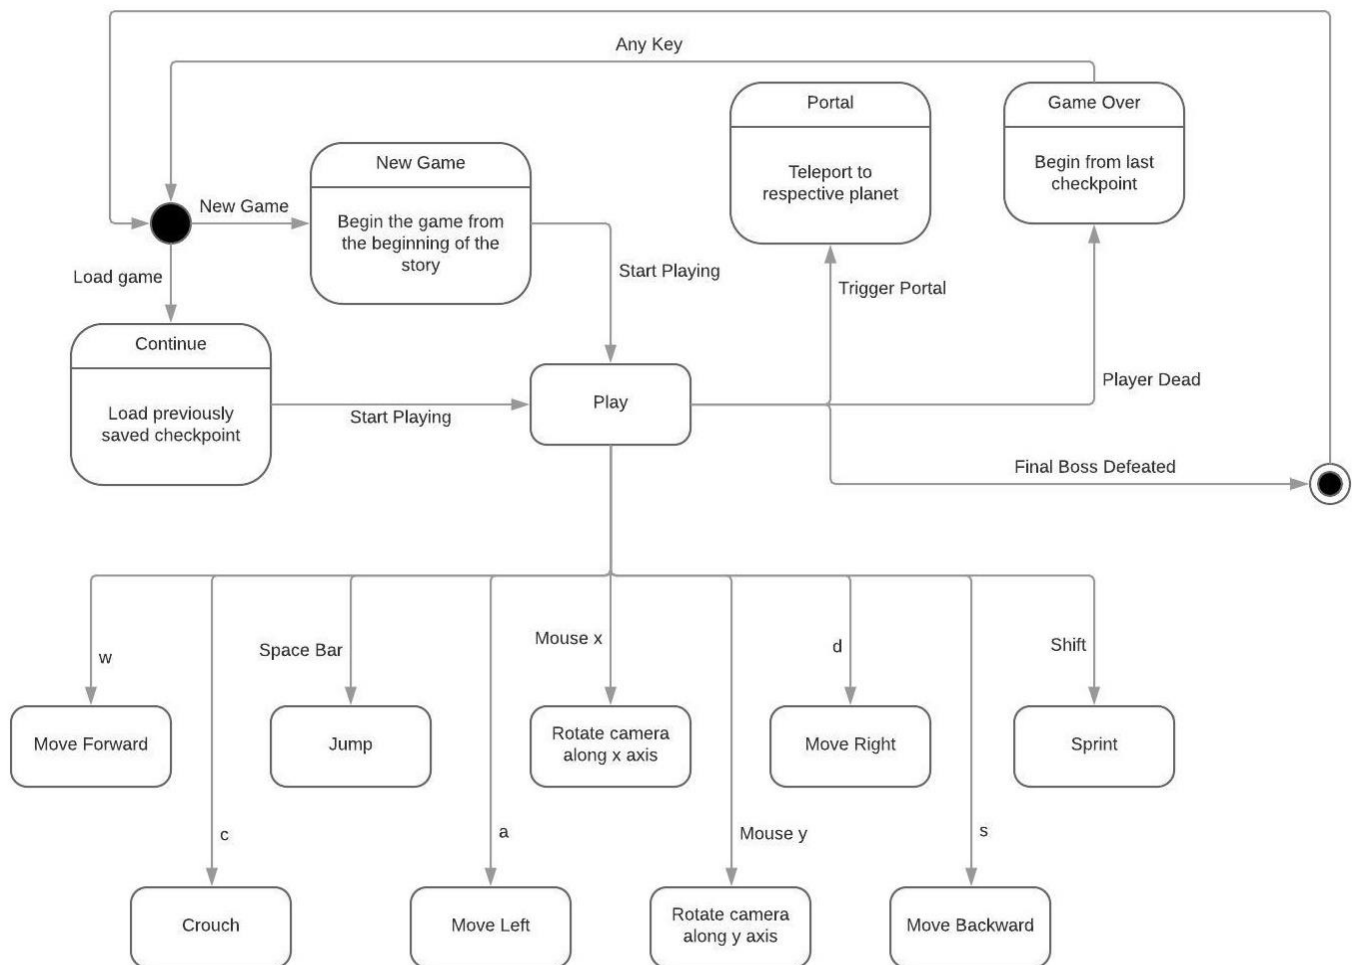 Any Key
Portal
Game Over
Teleport to
respective planet
Begin from last
checkpoint
New Game
New Game
Begin the game from
the beginning of the
story
Load game
Start Playing
Trigger Portal
Continue
Load previously
saved checkpoint
Start Playing
Play
Player Dead
Final Boss Defeated
w
Space Bar
Mouse x
d
Shift
Move Forward
Jump
Rotate camera
along x axis
Move Right
Sprint
c
a
Mouse y
s
Crouch
Move Left
Rotate camera
along y axis
Move Backward